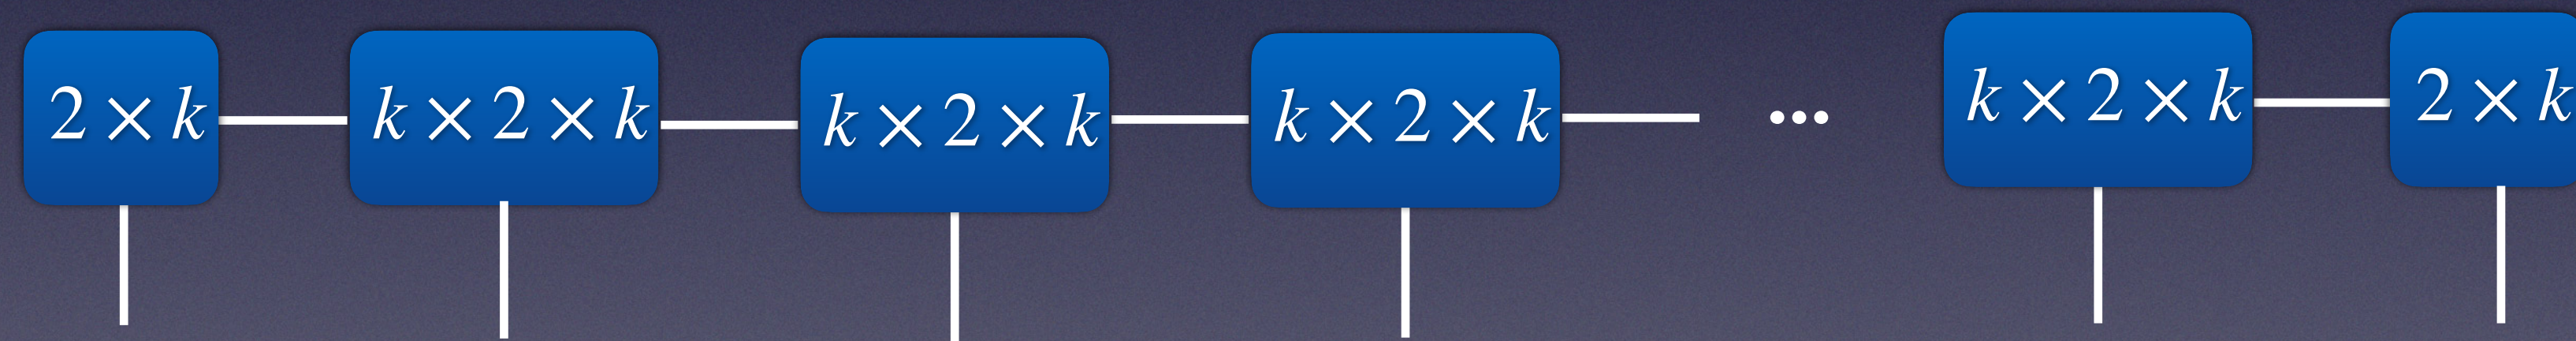 2 × k k × 2 × k k × 2 × k k × 2 × k ... k × 2 × k 2 × k